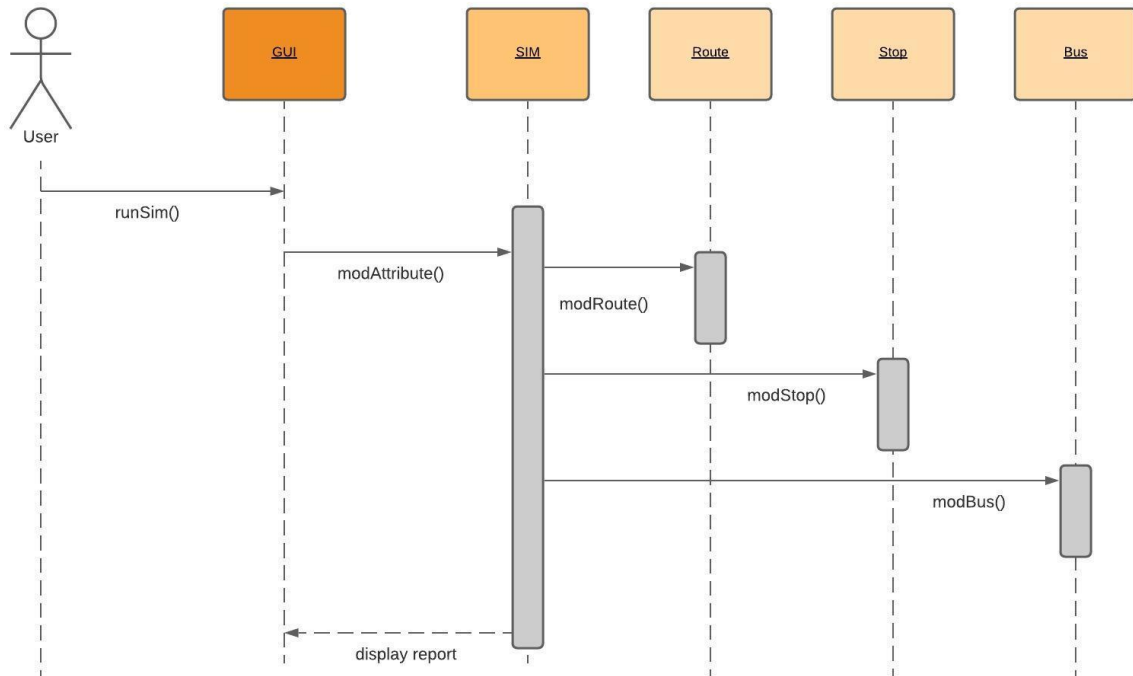 GUI
SIM
Route
Stop
Bus
User
runSim()
modAttribute()
modRoute()
modStop()
modBus()
display report